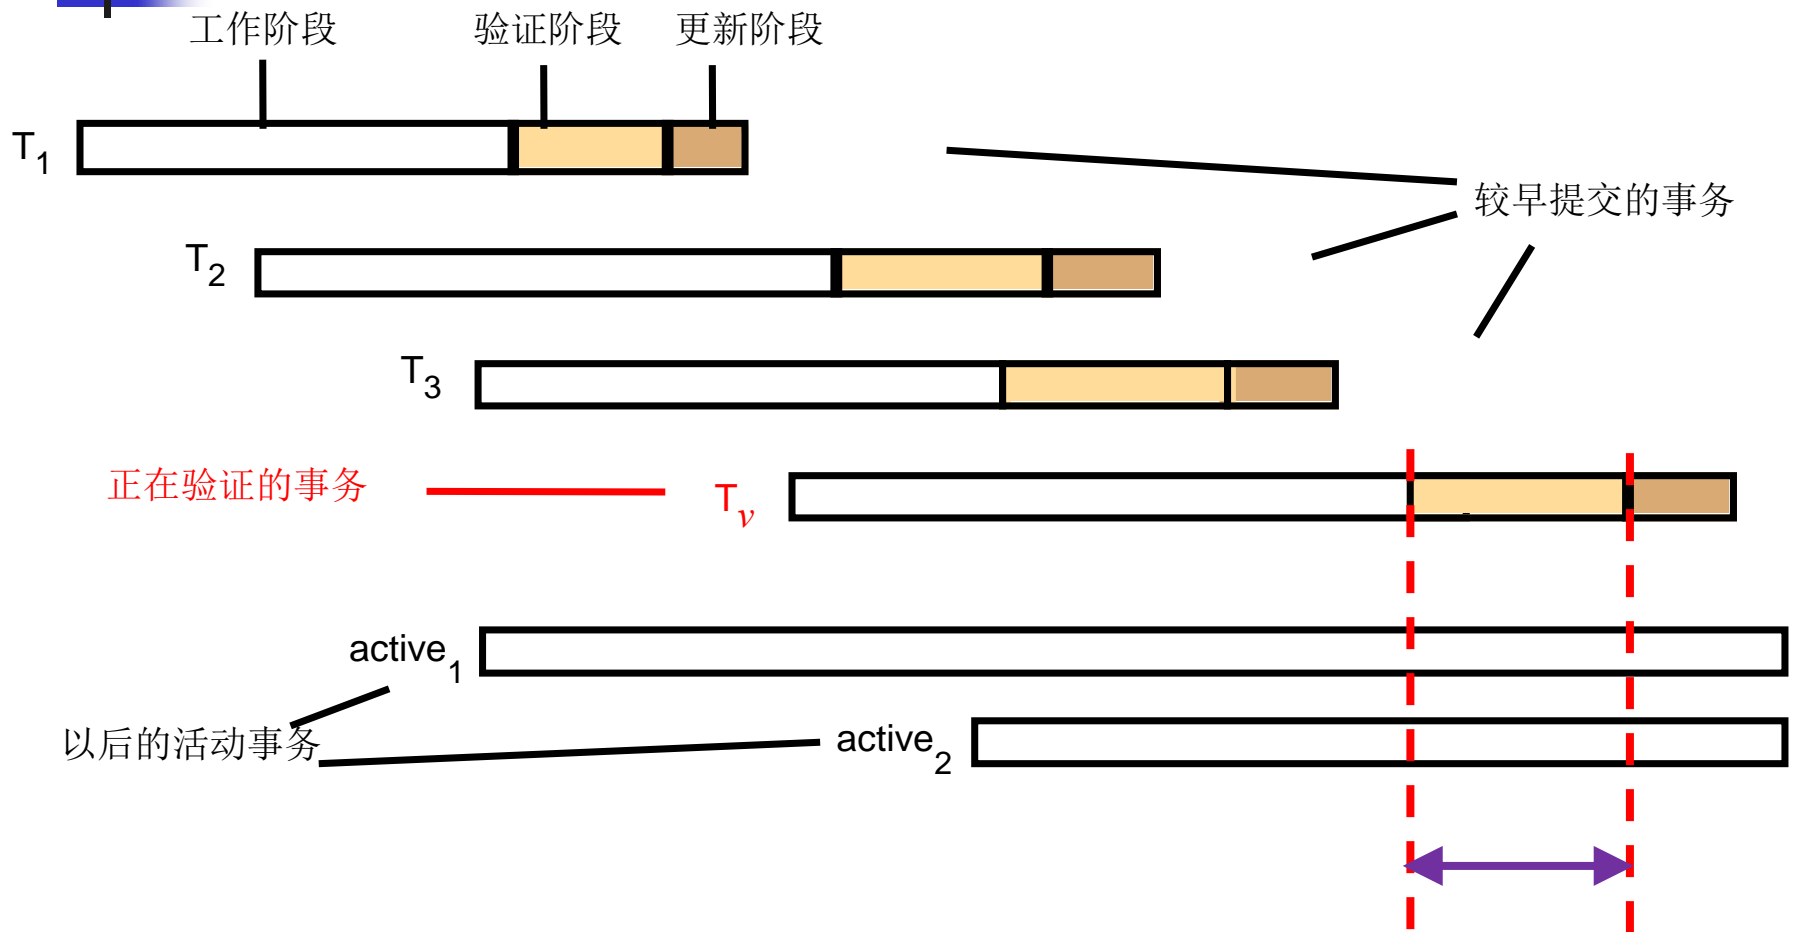 工作阶段 验证阶段 更新阶段
T1
较早提交的事务
T2
T3
正在验证的事务 Tv
active1
以后的活动事务 active2